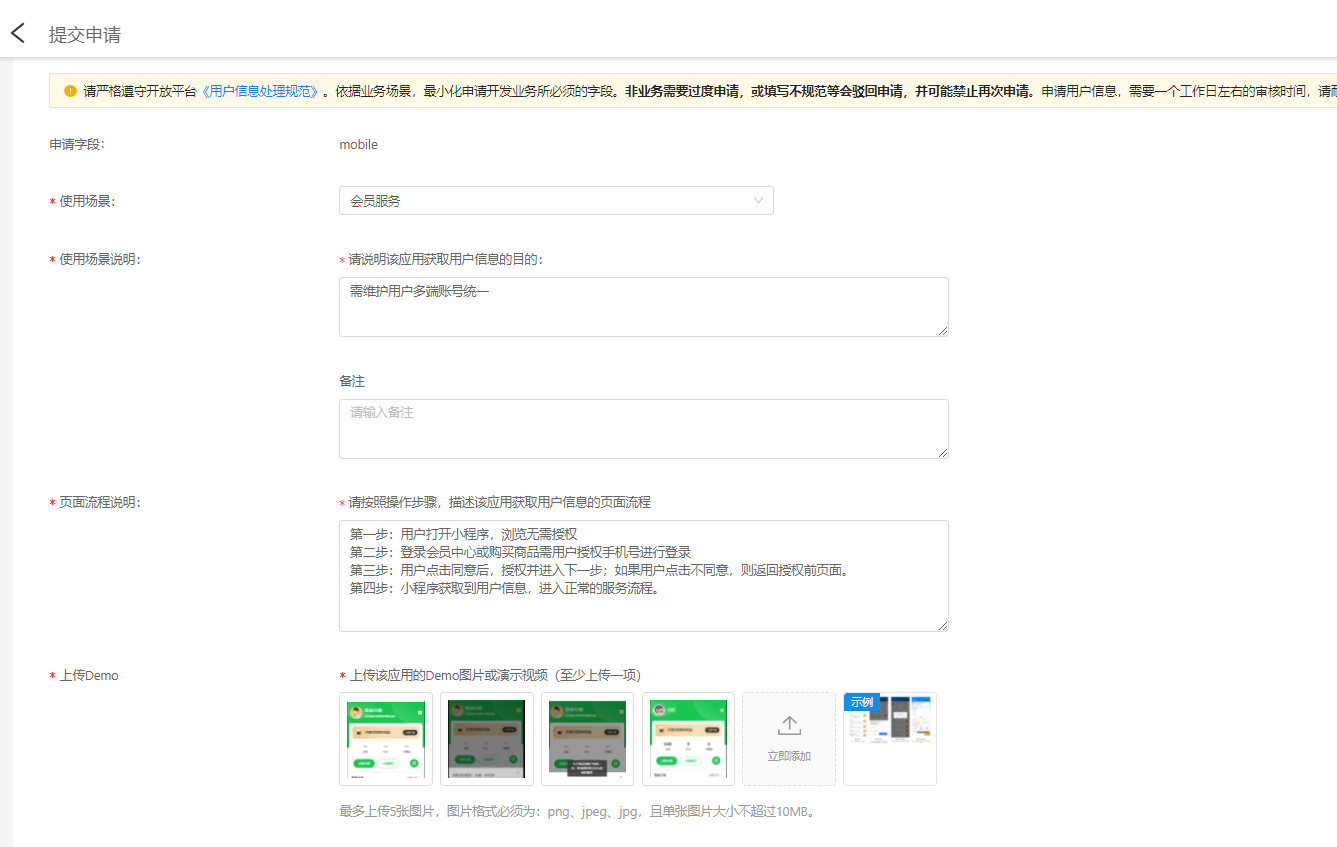 提交申请
请严格遵守开放平台《用户信息处理规范》。依据业务场景，最小化申请开发业务所必须的字段。非业务需要过度申请，或填写不规范等会驳回申请，并可能禁止再次申请。申请用户信息，需要一个工作日左右的审核时间，请
申请字段：
mobile
* 使用场景：
会员服务
* 使用场景说明：
* 请说明该应用获取用户信息的目的：
需维护用户多端账号统一
备注
请输入备注
* 页面流程说明：
* 请按照操作步骤，描述该应用获取用户信息的页面流程
第一步：用户打开小程序，浏览无需授权
第二步：登录会员中心或购买商品需用户授权手机号进行登录
第三步：用户点击同意后，授权并进入下一步；如果用户点击不同意，则返回授权前页面。
第四步：小程序获取到用户信息，进入正常的服务流程。
* 上传Demo
* 上传该应用的Demo图片或演示视频（至少上传一项）
示例
立即添加
最多上传5张图片，图片格式必须为：png、jpeg、jpg，且单张图片大小不超过10MB。